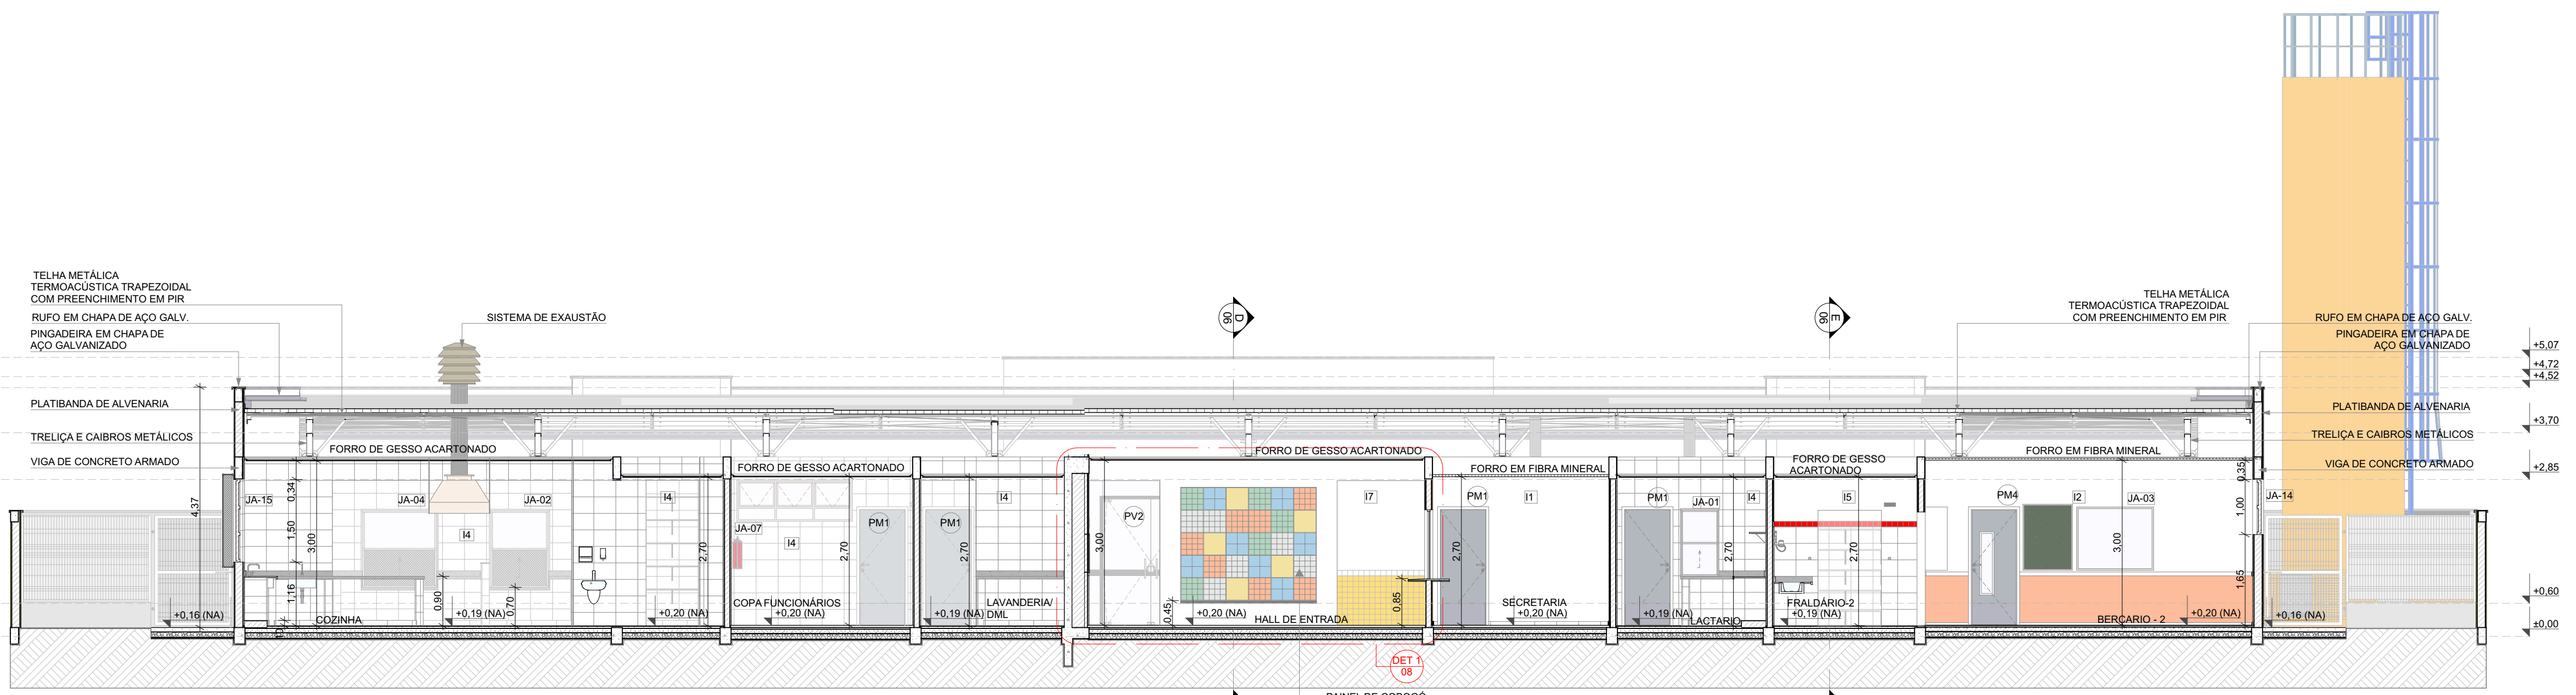 TELHA METÁLICA
TERMOACÚSTICA TRAPEZOIDAL
COM PREENCHIMENTO EM PIR
RUFO EM CHAPA DE AÇO GALV.
PINGADEIRA EM CHAPA DE
AÇO GALVANIZADO
PLATIBANDA DE ALVENARIA
TRELIÇA E CAIBROS METÁLICOS
VIGA DE CONCRETO ARMADO
SISTEMA DE EXAUSTÃO
D
06
E
06
TELHA METÁLICA
TERMOACÚSTICA TRAPEZOIDAL
COM PREENCHIMENTO EM PIR
RUFO EM CHAPA DE AÇO GALV.
PINGADEIRA EM CHAPA DE
AÇO GALVANIZADO
PLATIBANDA DE ALVENARIA
TRELIÇA E CAIBROS METÁLICOS
VIGA DE CONCRETO ARMADO
+5,07
+4,72
+4,52
+3,70
+2,85
+0,60
±0,00
4,37
+0,16 (NA)
FORRO DE GESSO ACARTONADO
JA-15
0,34
1,50
3,00
1,16
JA-04
I4
JA-02
0,90
0,70
+0,19 (NA)
COZINHA
I4
2,70
+0,20 (NA)
FORRO DE GESSO ACARTONADO
JA-07
I4
2,70
PM1
COPA FUNCIONÁRIOS
+0,20 (NA)
PM1
2,70
I4
+0,19 (NA)
LAVANDERIA/
DML
FORRO DE GESSO ACARTONADO
3,00
PV2
I7
0,45
0,85
+0,20 (NA)
HALL DE ENTRADA
DET 1
08
PAINEL DE COBOGÓ
FORRO EM FIBRA MINERAL
2,70
PM1
I1
SECRETARIA
+0,20 (NA)
PM1
JA-01
I4
2,70
+0,19 (NA)
LACTARIO
FORRO DE GESSO
ACARTONADO
I5
2,70
FRALDÁRIO-2
+0,19 (NA)
FORRO EM FIBRA MINERAL
PM4
I2
JA-03
3,00
0,35
1,00
1,65
BERÇARIO - 2
+0,20 (NA)
JA-14
+0,16 (NA)